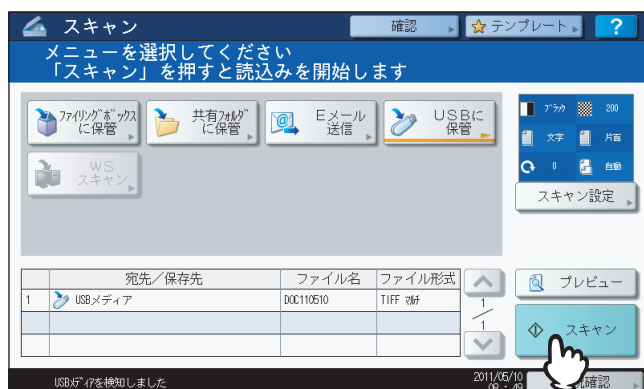 スキャン
確認
テンプレート
?
メニューを選択してください
「スキャン」を押すと読込みを開始します
ﾌｧｲﾘﾝｸﾞﾎﾞｯｸｽ
に保管
共有ﾌｫﾙﾀﾞ
に保管
Eメール
送信
USBに
保管
WS
スキャン
ﾌﾞﾗｯｸ
200
文字
片面
0
自動
スキャン設定
宛先／保存先
ファイル名
ファイル形式
1
USBメディア
DOC110510
TIFF ﾏﾙﾁ
1
1
プレビュー
スキャン
USBﾒﾃﾞｨｱを検知しました
2011/05/10
確認